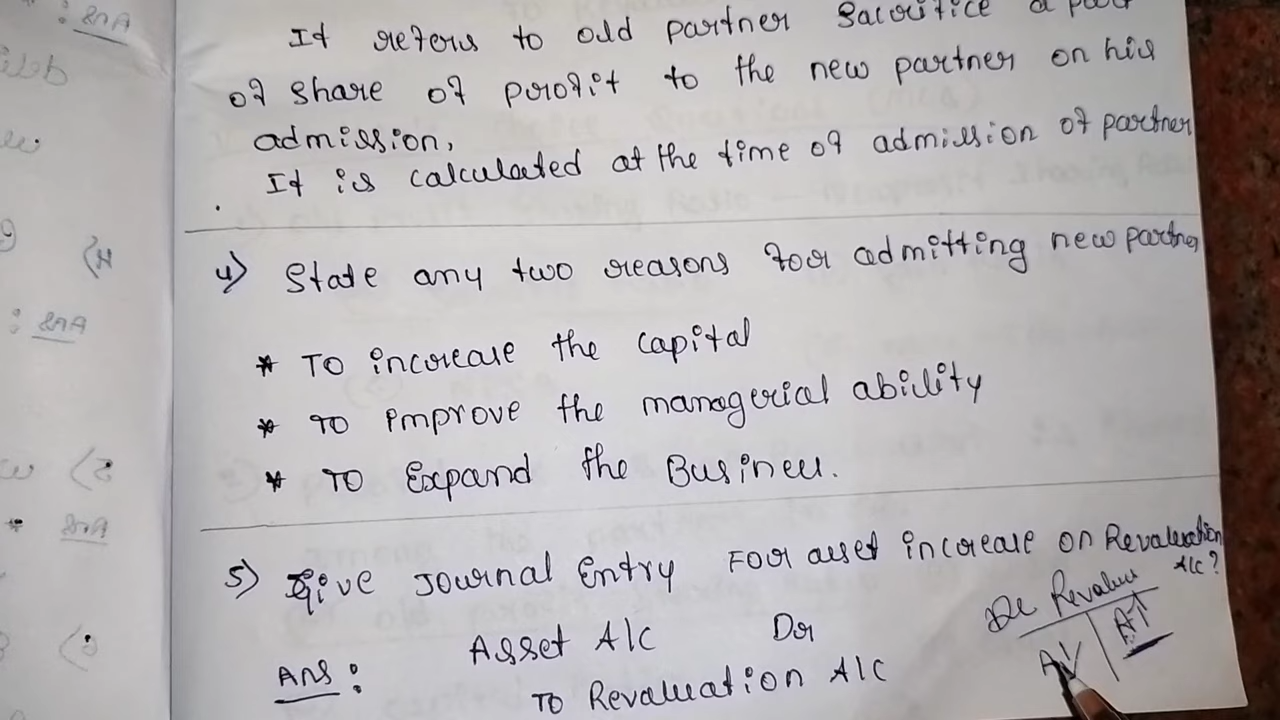 It refers to old partner Sacrifice a part
of share of profit to the new partner on his
admission,
It is calculated at the time of admission of partner
4) State any two reasons for admitting new partner
* To increase the capital
* To improve the managerial ability
* To Expand the Business.
5) Give Journal Entry For asset increase on Revaluation A/c?
Ans : Asset A/c Dr
To Revaluation A/c